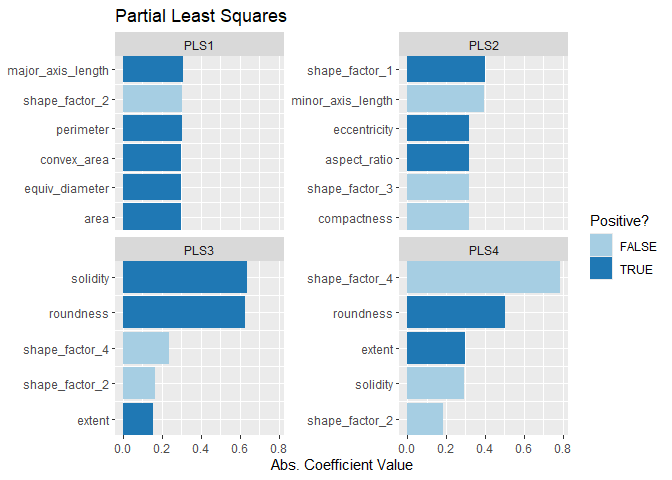 Partial Least Squares
PLS1
major_axis_length
shape_factor_2
perimeter
convex_area
equiv_diameter
area
PLS2
shape_factor_1
minor_axis_length
eccentricity
aspect_ratio
shape_factor_3
compactness
PLS3
solidity
roundness
shape_factor_4
shape_factor_2
extent
0.0 0.2 0.4 0.6 0.8
PLS4
shape_factor_4
roundness
extent
solidity
shape_factor_2
0.0 0.2 0.4 0.6 0.8
Abs. Coefficient Value
Positive?
FALSE
TRUE